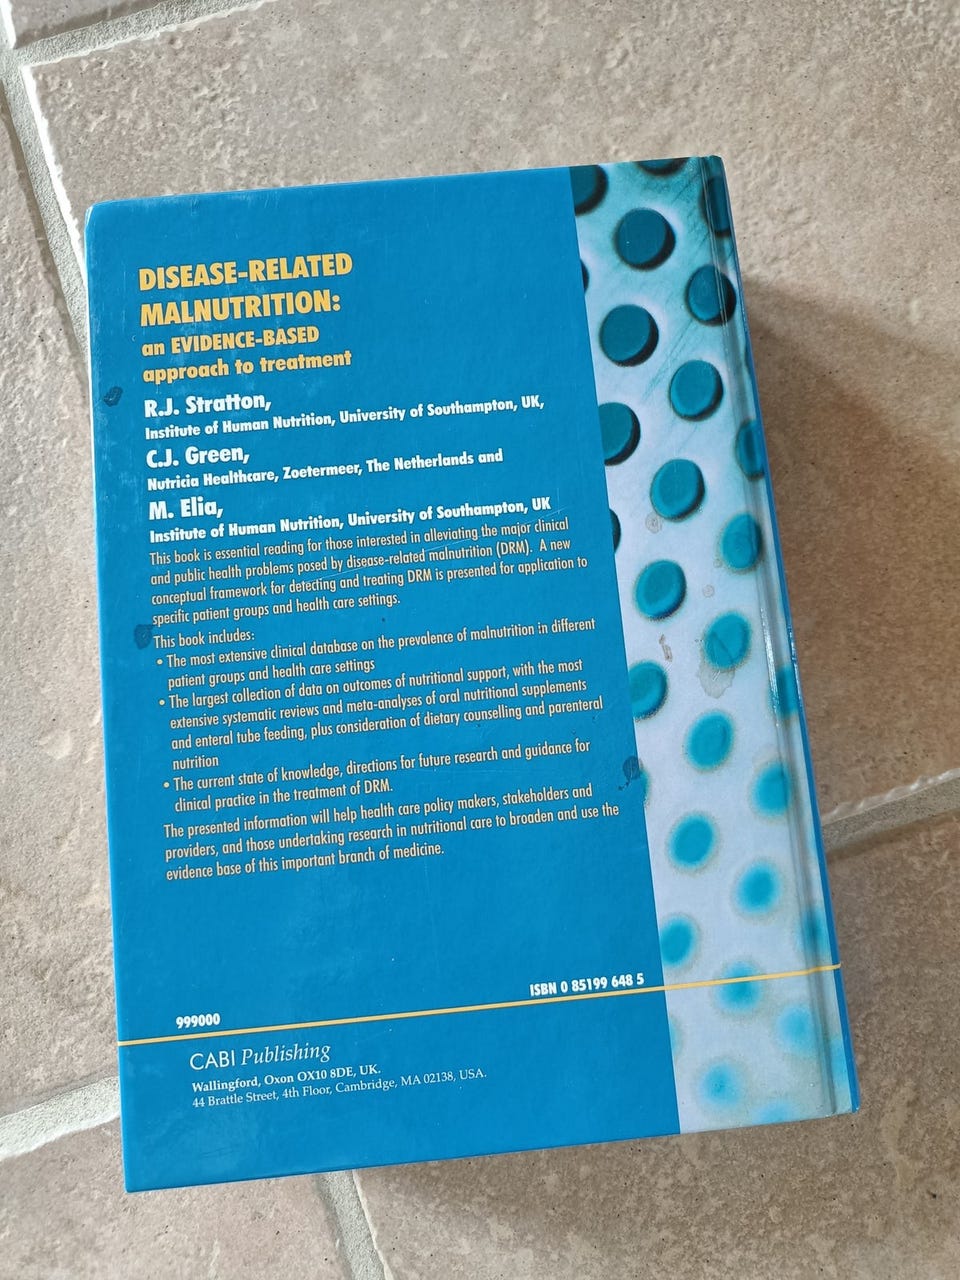 DISEASE-RELATED
MALNUTRITION:
an EVIDENCE-BASED
approach to treatment
R.J. Stratton,
Institute of Human Nutrition, University of Southampton, UK,
C.J. Green,
Nutricia Healthcare, Zoetermeer, The Netherlands and
M. Elia,
Institute of Human Nutrition, University of Southampton, UK
This book is essential reading for those interested in alleviating the major clinical
and public health problems posed by disease-related malnutrition (DRM). A new
conceptual framework for detecting and treating DRM is presented for application to
specific patient groups and health care settings.
This book includes:
• The most extensive clinical database on the prevalence of malnutrition in different
patient groups and health care settings
• The largest collection of data on outcomes of nutritional support, with the most
extensive systematic reviews and meta-analyses of oral nutritional supplements
and enteral tube feeding, plus consideration of dietary counselling and parenteral
nutrition
• The current state of knowledge, directions for future research and guidance for
clinical practice in the treatment of DRM.
The presented information will help health care policy makers, stakeholders and
providers, and those undertaking research in nutritional care to broaden and use the
evidence base of this important branch of medicine.
ISBN 0 85199 648 5
999000
CABI Publishing
Wallingford, Oxon OX10 8DE, UK.
44 Brattle Street, 4th Floor, Cambridge, MA 02138, USA.